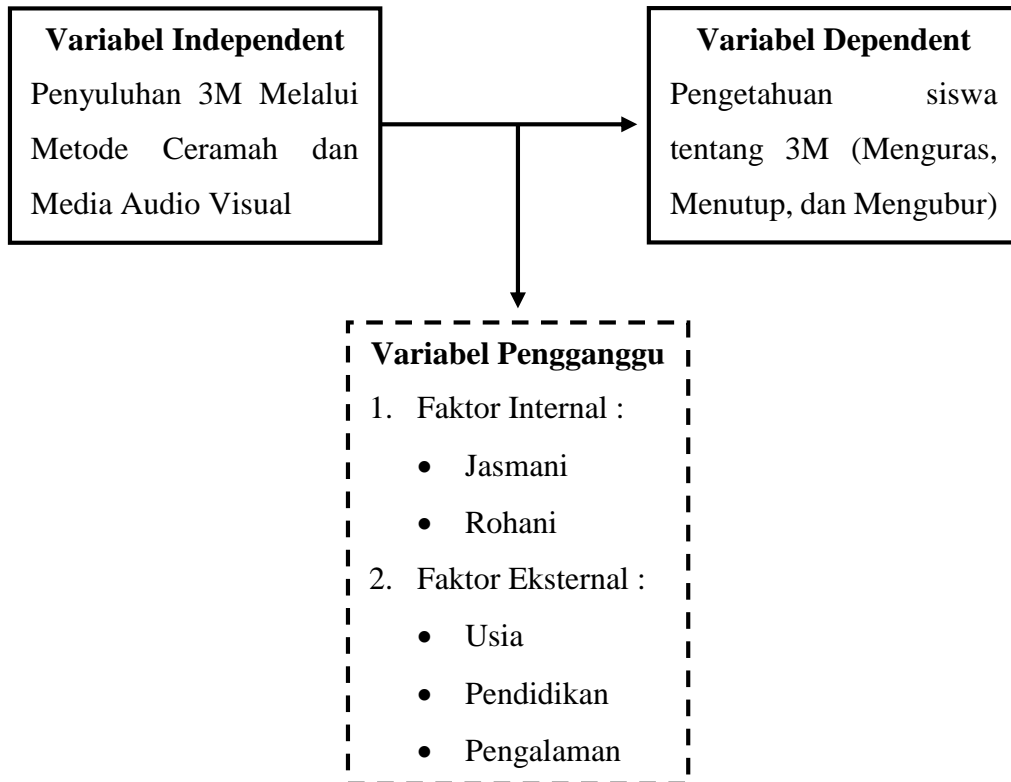 Variabel Independent
Penyuluhan 3M Melalui
Metode Ceramah dan
Media Audio Visual
Variabel Dependent
Pengetahuan siswa
tentang 3M (Menguras,
Menutup, dan Mengubur)
Variabel Pengganggu
1. Faktor Internal :
• Jasmani
• Rohani
2. Faktor Eksternal :
• Usia
• Pendidikan
• Pengalaman